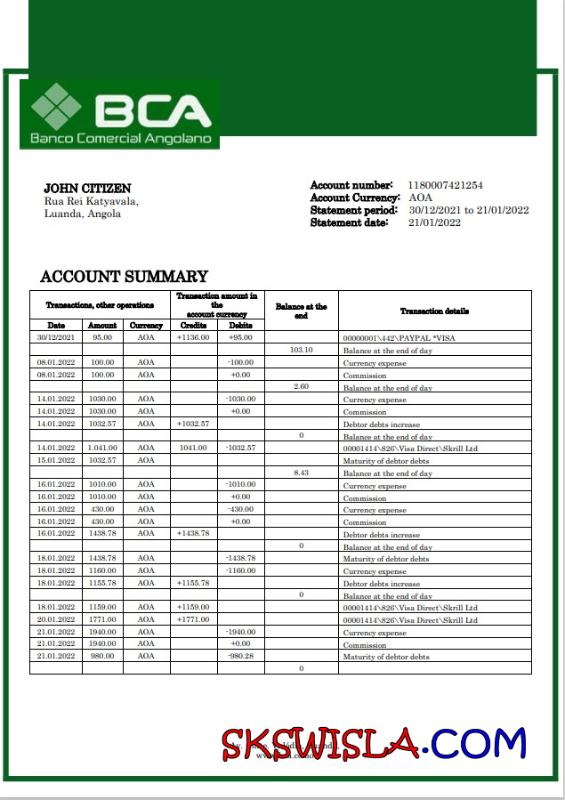 BCA
Banco Comercial Angolano
JOHN CITIZEN
Rua Rei Katyavala,
Luanda, Angola
Account number: 1180007421254
Account Currency: AOA
Statement period: 30/12/2021 to 21/01/2022
Statement date: 21/01/2022
ACCOUNT SUMMARY
Transactions, other operations
Transaction amount in
the
account currency
Balance at the
end
Transaction details
Date Amount Currency Credits Debits
30/12/2021 95.00 AOA +1136.00 +95.00 00000001\442\PAYPAL *VISA
103.10 Balance at the end of day
08.01.2022 100.00 AOA -100.00 Currency expense
08.01.2022 100.00 AOA +0.00 Commission
2.60 Balance at the end of day
14.01.2022 1030.00 AOA -1030.00 Currency expense
14.01.2022 1030.00 AOA +0.00 Commission
14.01.2022 1032.57 AOA +1032.57 Debtor debts increase
0 Balance at the end of day
14.01.2022 1.041.00 AOA 1041.00 -1032.57 00001414\826\Visa Direct\Skrill Ltd
15.01.2022 1032.57 AOA Maturity of debtor debts
8.43 Balance at the end of day
16.01.2022 1010.00 AOA -1010.00 Currency expense
16.01.2022 1010.00 AOA +0.00 Commission
16.01.2022 430.00 AOA -430.00 Currency expense
16.01.2022 430.00 AOA +0.00 Commission
16.01.2022 1438.78 AOA +1438.78 Debtor debts increase
0 Balance at the end of day
18.01.2022 1438.78 AOA -1438.78 Maturity of debtor debts
18.01.2022 1160.00 AOA -1160.00 Currency expense
18.01.2022 1155.78 AOA +1155.78 Debtor debts increase
0 Balance at the end of day
18.01.2022 1159.00 AOA +1159.00 00001414\826\Visa Direct\Skrill Ltd
20.01.2022 1771.00 AOA +1771.00 00001414\826\Visa Direct\Skrill Ltd
21.01.2022 1940.00 AOA -1940.00 Currency expense
21.01.2022 1940.00 AOA +0.00 Commission
21.01.2022 980.00 AOA -980.28 Maturity of debtor debts
0
SKSWISLA.COM